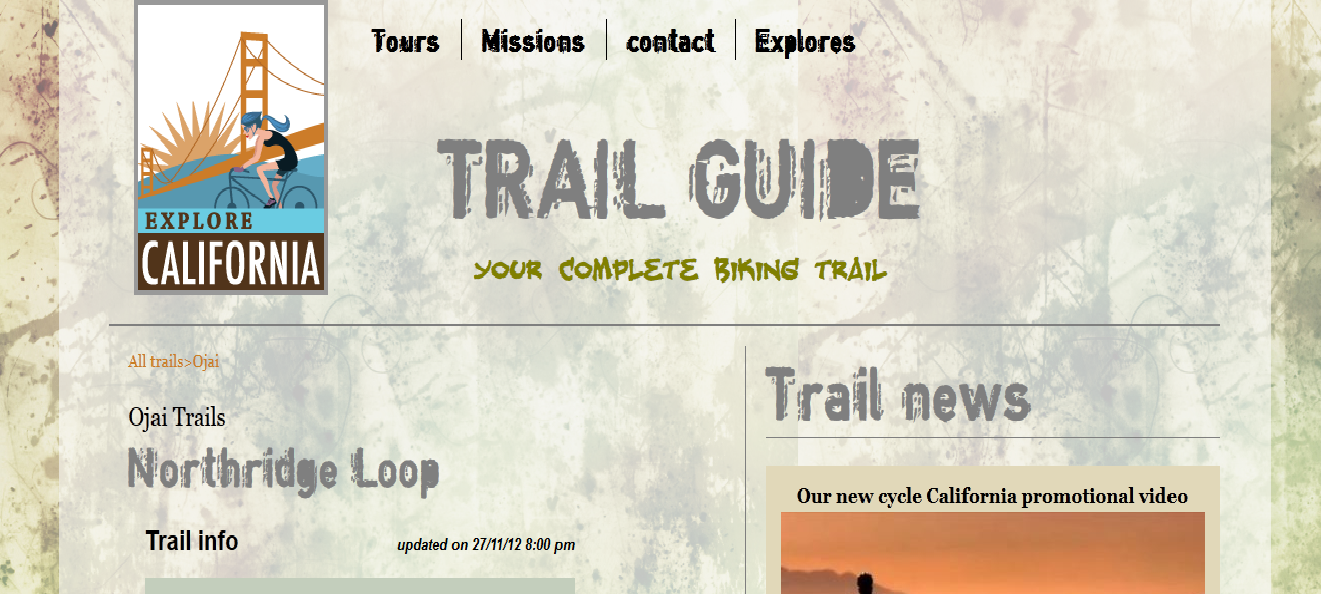 Tours
Missions
contact
Explores
EXPLORE
CALIFORNIA
TRAIL GUIDE
YOUR COMPLETE BIKING TRAIL
All trails>Ojai
Ojai Trails
Northridge Loop
Trail info
updated on 27/11/12 8:00 pm
Trail news
Our new cycle California promotional video